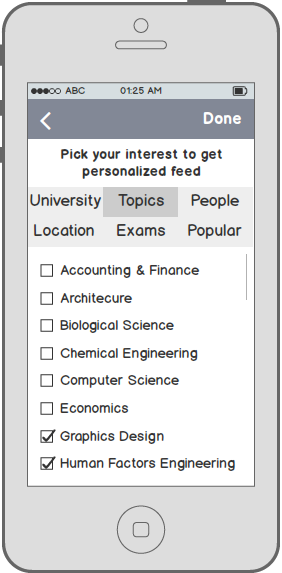 ABC 01:25 AM
Done
Pick your interest to get
personalized feed
University Topics People
Location Exams Popular
Accounting & Finance
Architecure
Biological Science
Chemical Engineering
Computer Science
Economics
Graphics Design
Human Factors Engineering